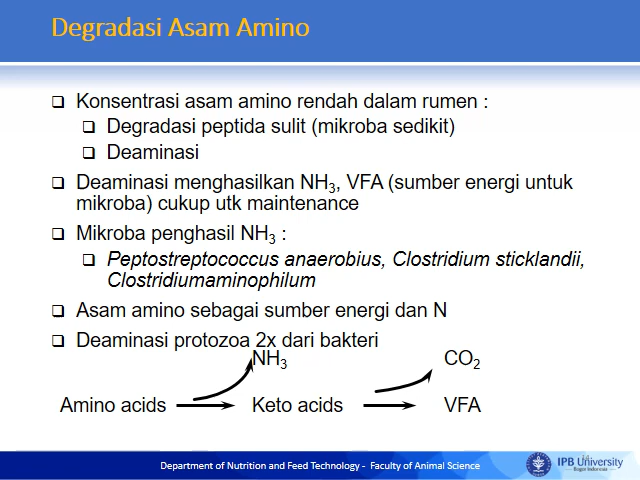 Degradasi Asam Amino
❑ Konsentrasi asam amino rendah dalam rumen :
❑ Degradasi peptida sulit (mikroba sedikit)
❑ Deaminasi
❑ Deaminasi menghasilkan NH₃, VFA (sumber energi untuk
mikroba) cukup utk maintenance
❑ Mikroba penghasil NH₃ :
❑ Peptostreptococcus anaerobius, Clostridium sticklandii,
Clostridiumaminophilum
❑ Asam amino sebagai sumber energi dan N
❑ Deaminasi protozoa 2x dari bakteri
NH₃ CO₂
Amino acids Keto acids VFA
Department of Nutrition and Feed Technology - Faculty of Animal Science
IPB University
Bogor Indonesia